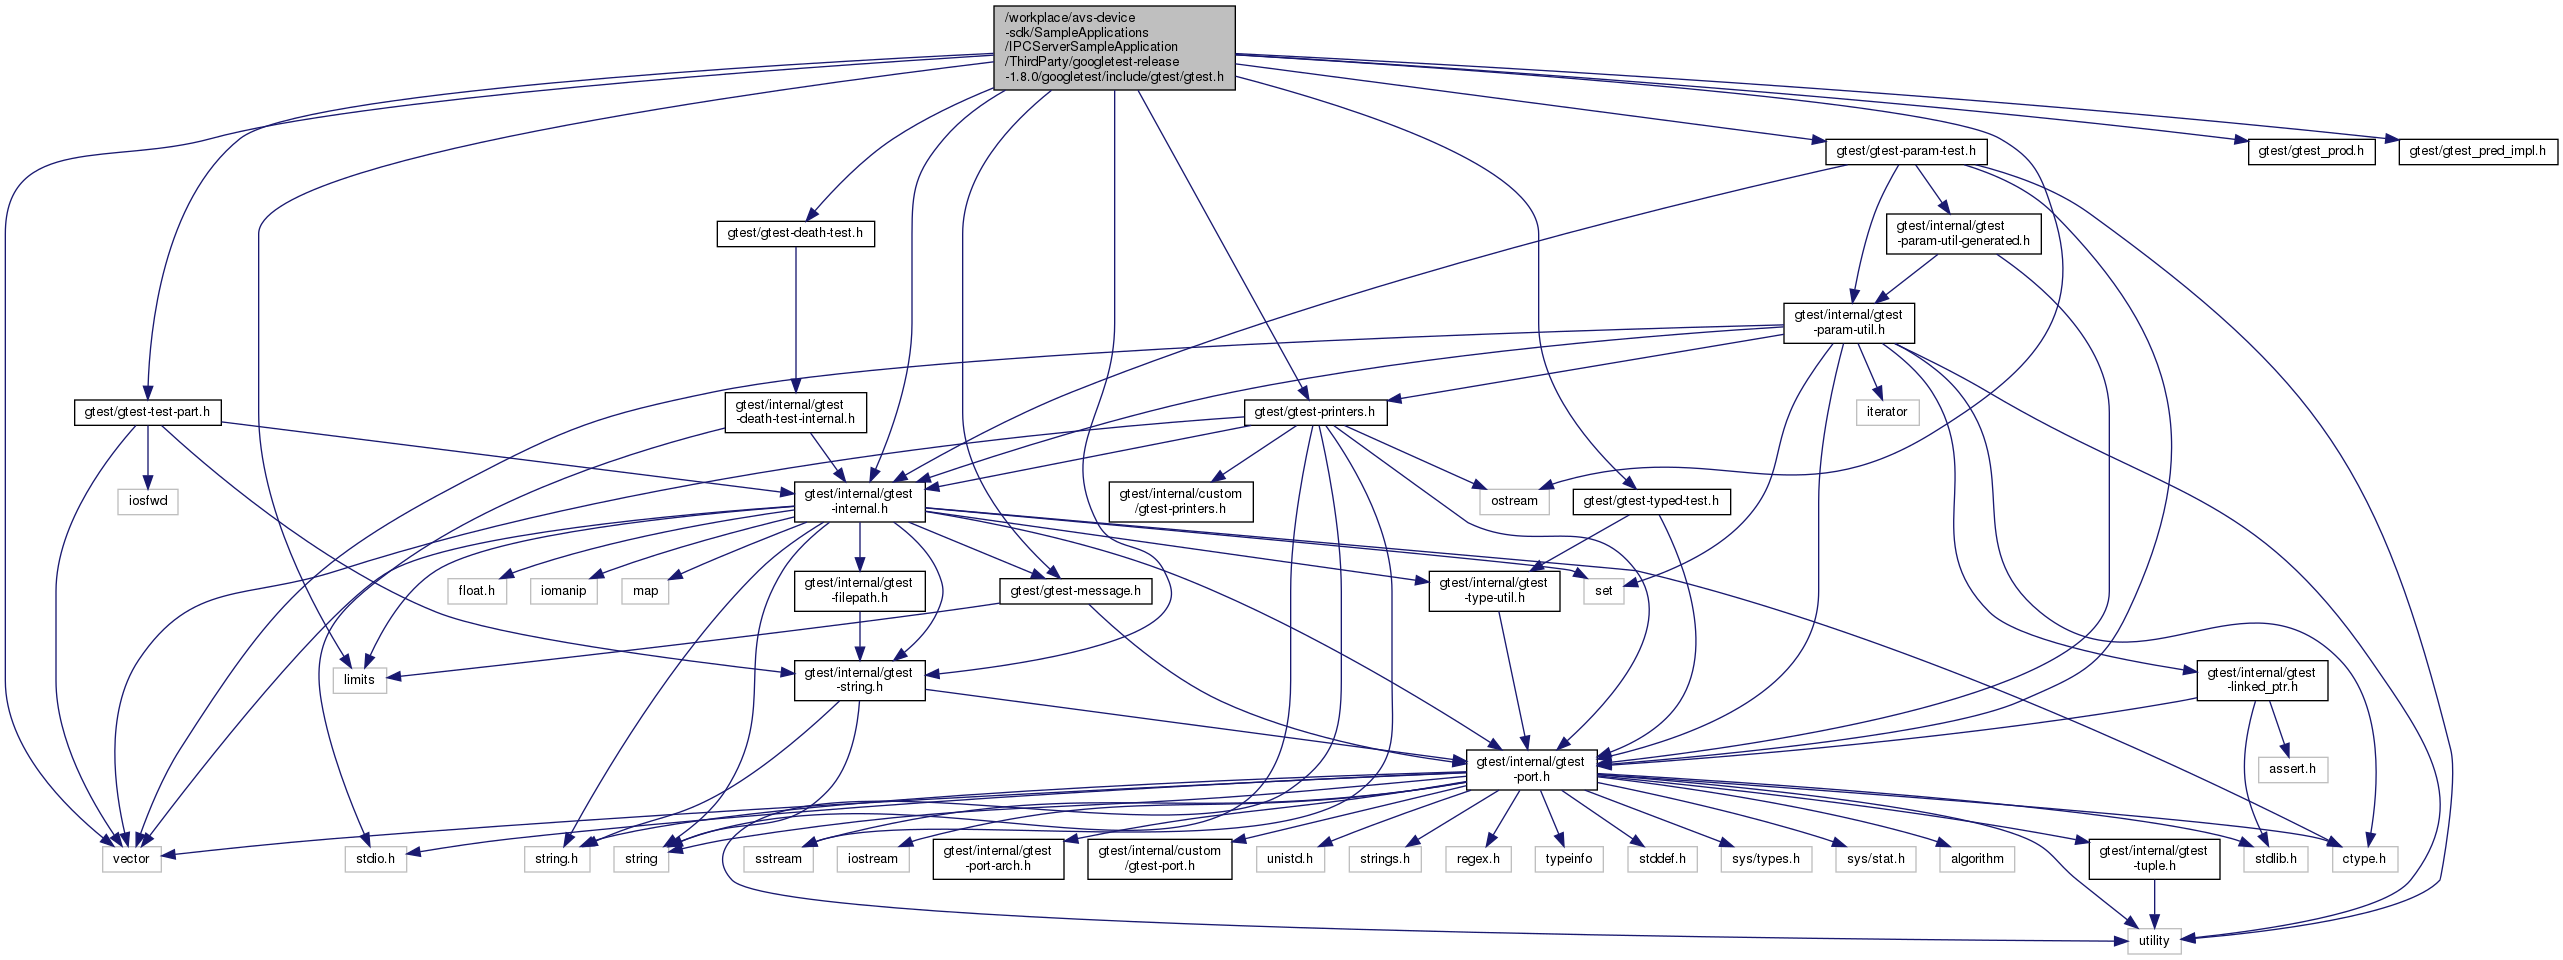 /workplace/avs-device
-sdk/SampleApplications
/IPCServerSampleApplication
/ThirdParty/googletest-release
-1.8.0/googletest/include/gtest/gtest.h
gtest/gtest-param-test.h
gtest/gtest_prod.h
gtest/gtest_pred_impl.h
gtest/gtest-death-test.h
gtest/internal/gtest
-param-util-generated.h
gtest/internal/gtest
-param-util.h
gtest/gtest-test-part.h
gtest/internal/gtest
-death-test-internal.h
gtest/gtest-printers.h
iterator
iosfwd
gtest/internal/gtest
-internal.h
gtest/internal/custom
/gtest-printers.h
ostream
gtest/gtest-typed-test.h
float.h
iomanip
map
gtest/internal/gtest
-filepath.h
gtest/gtest-message.h
gtest/internal/gtest
-type-util.h
set
limits
gtest/internal/gtest
-string.h
gtest/internal/gtest
-linked_ptr.h
gtest/internal/gtest
-port.h
assert.h
vector
stdio.h
string.h
string
sstream
iostream
gtest/internal/gtest
-port-arch.h
gtest/internal/custom
/gtest-port.h
unistd.h
strings.h
regex.h
typeinfo
stddef.h
sys/types.h
sys/stat.h
algorithm
gtest/internal/gtest
-tuple.h
stdlib.h
ctype.h
utility